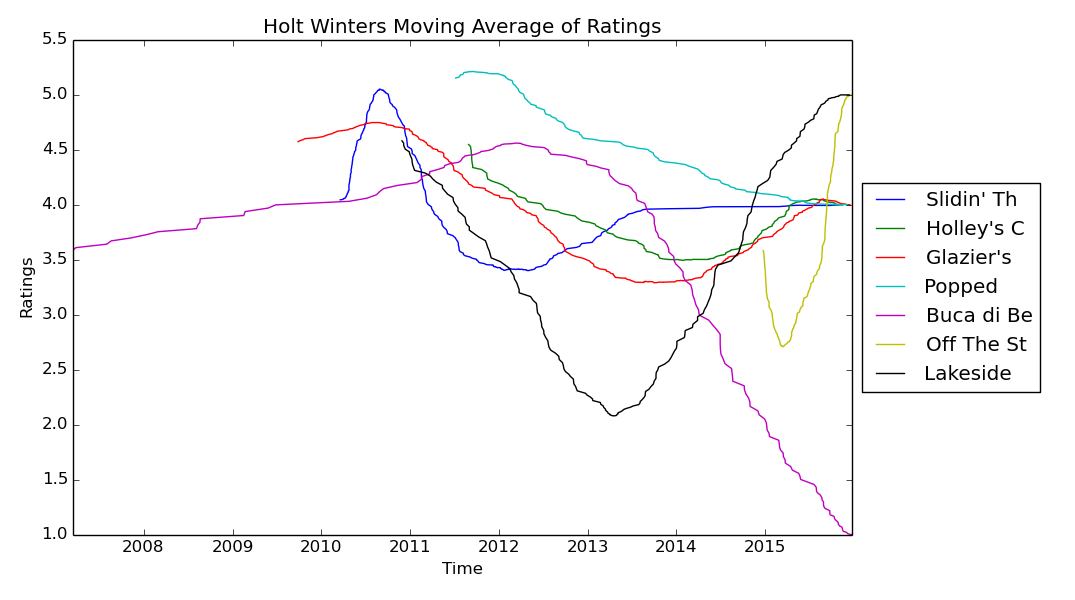 Holt Winters Moving Average of Ratings
5.5
5.0
4.5
4.0
3.5
3.0
2.5
2.0
1.5
1.0
Ratings
2008 2009 2010 2011 2012 2013 2014 2015
Time
Slidin' Th
Holley's C
Glazier's
Popped
Buca di Be
Off The St
Lakeside